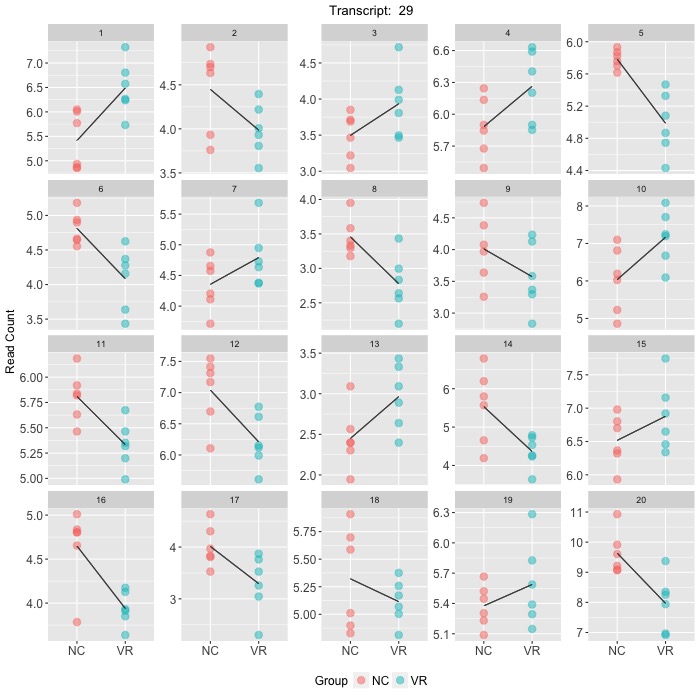 Transcript: 29
1 2 3 4 5
7.0 6.5 6.0 5.5 5.0
4.5 4.0 3.5
4.5 4.0 3.5 3.0
6.6 6.3 6.0 5.7
6.0 5.6 5.2 4.8 4.4
6 7 8 9 10
5.0 4.5 4.0 3.5
5.5 5.0 4.5 4.0
4.0 3.5 3.0 2.5
4.5 4.0 3.5 3.0
8 7 6 5
Read Count
11 12 13 14 15
6.00 5.75 5.50 5.25 5.00
7.5 7.0 6.5 6.0
3.5 3.0 2.5 2.0
6 5 4
7.5 7.0 6.5 6.0
16 17 18 19 20
5.0 4.5 4.0
4 3
5.75 5.50 5.25 5.00
6.3 6.0 5.7 5.4 5.1
11 10 9 8 7
NC VR NC VR NC VR NC VR NC VR
Group NC VR